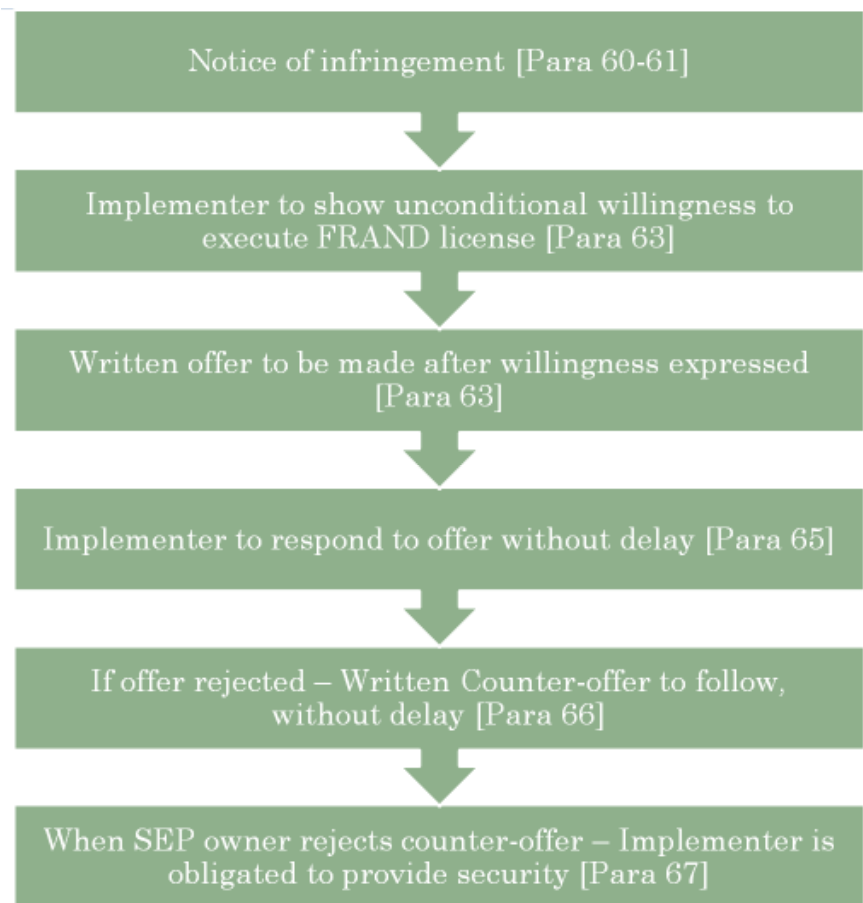 Notice of infringement [Para 60-61]
Implementer to show unconditional willingness to
execute FRAND license [Para 63]
Written offer to be made after willingness expressed
[Para 63]
Implementer to respond to offer without delay [Para 65]
If offer rejected – Written Counter-offer to follow,
without delay [Para 66]
When SEP owner rejects counter-offer – Implementer is
obligated to provide security [Para 67]